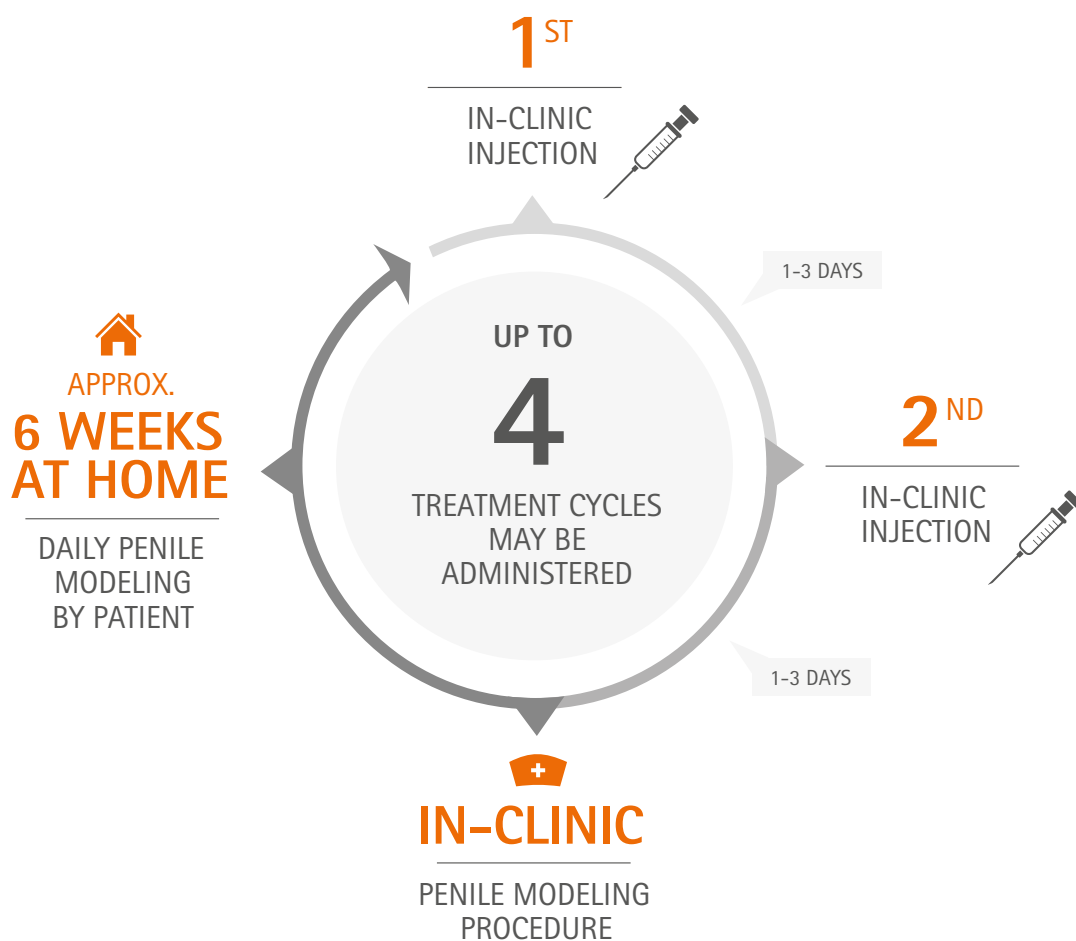 1ST
IN-CLINIC
INJECTION
1-3 DAYS
2ND
IN-CLINIC
INJECTION
1-3 DAYS
IN-CLINIC
PENILE MODELING
PROCEDURE
APPROX.
6 WEEKS
AT HOME
DAILY PENILE
MODELING
BY PATIENT
UP TO
4
TREATMENT CYCLES
MAY BE
ADMINISTERED